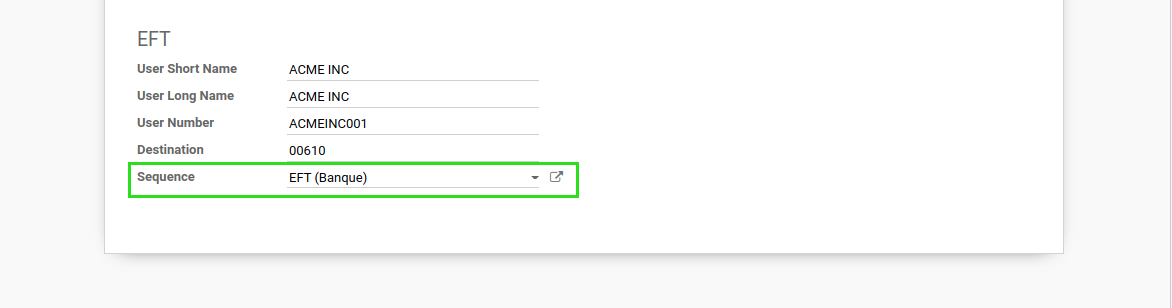 EFT
User Short Name ACME INC
User Long Name ACME INC
User Number ACMEINC001
Destination 00610
Sequence EFT (Banque)